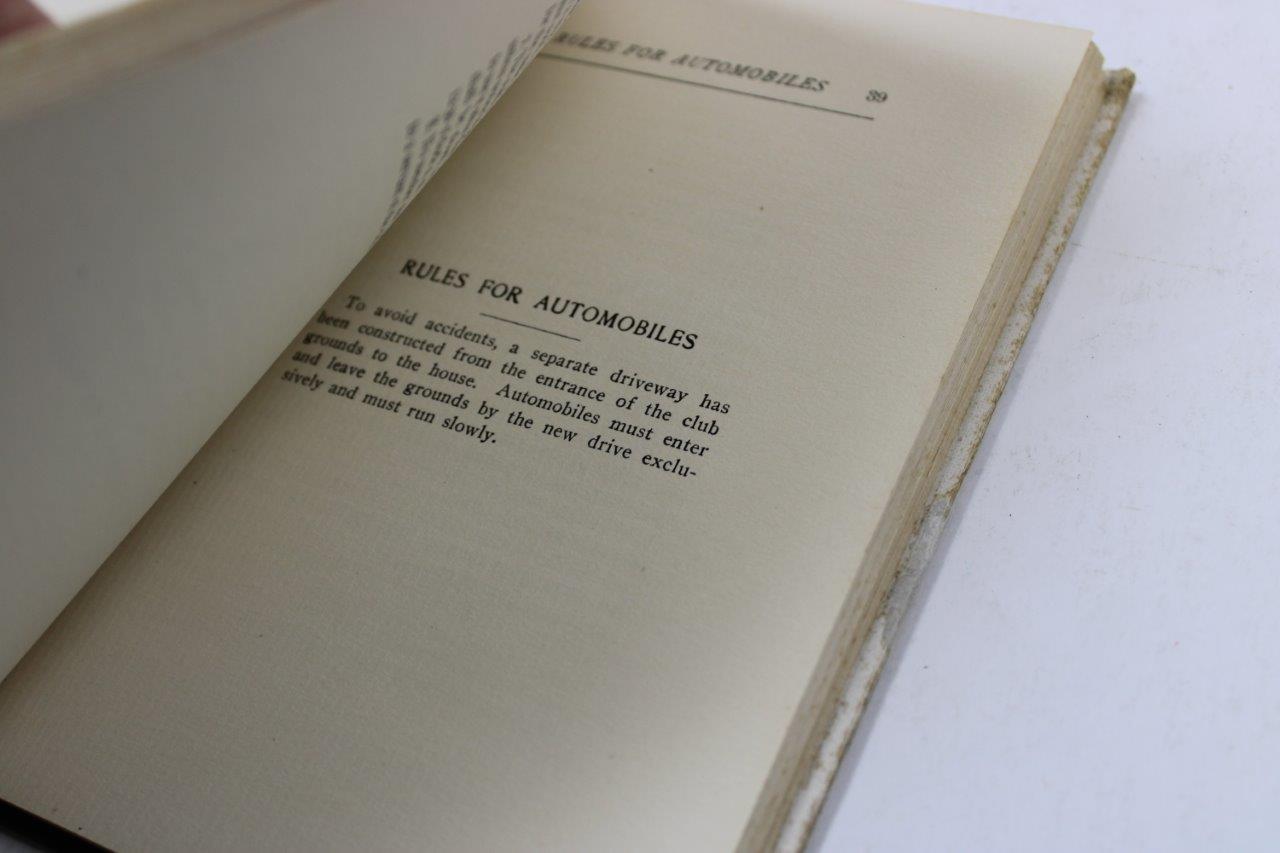 RULES FOR AUTOMOBILES 39
RULES FOR AUTOMOBILES
To avoid accidents, a separate driveway has
been constructed from the entrance of the club
grounds to the house. Automobiles must enter
and leave the grounds by the new drive exclu-
sively and must run slowly.